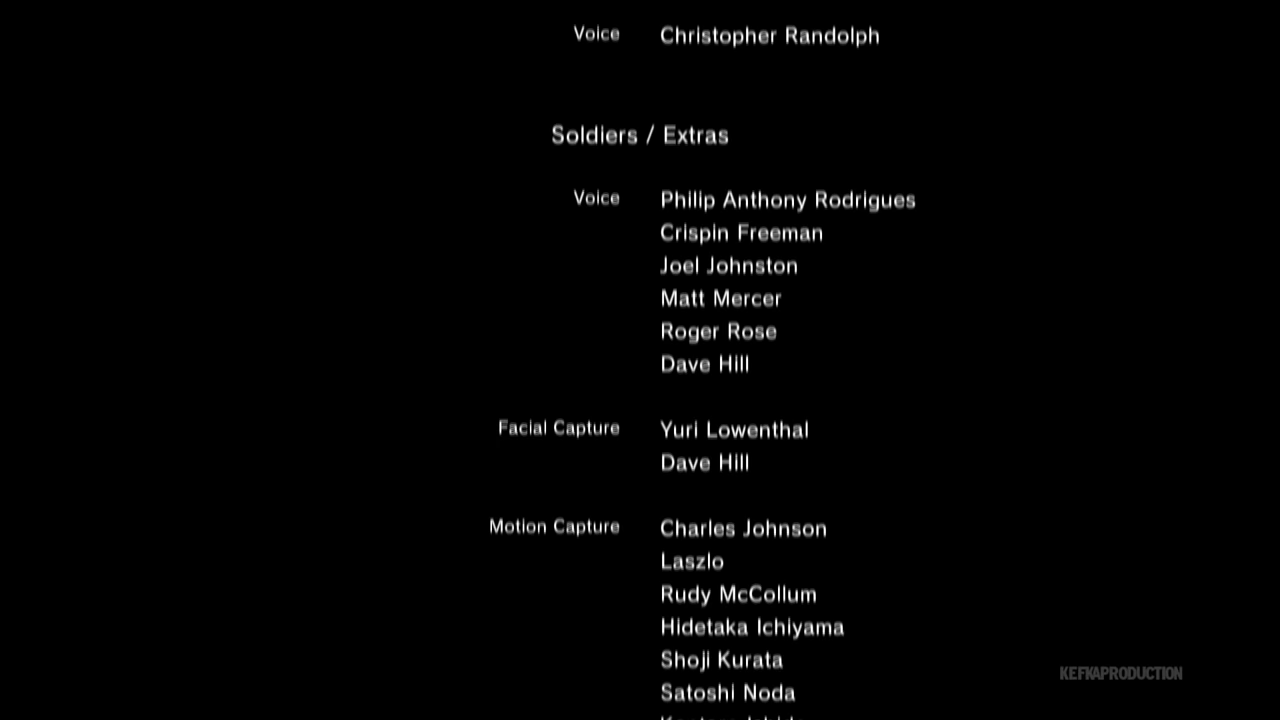 Voice Christopher Randolph
Soldiers / Extras
Voice Philip Anthony Rodrigues
Crispin Freeman
Joel Johnston
Matt Mercer
Roger Rose
Dave Hill
Facial Capture Yuri Lowenthal
Dave Hill
Motion Capture Charles Johnson
Laszlo
Rudy McCollum
Hidetaka Ichiyama
Shoji Kurata
KEFKAPRODUCTION
Satoshi Noda